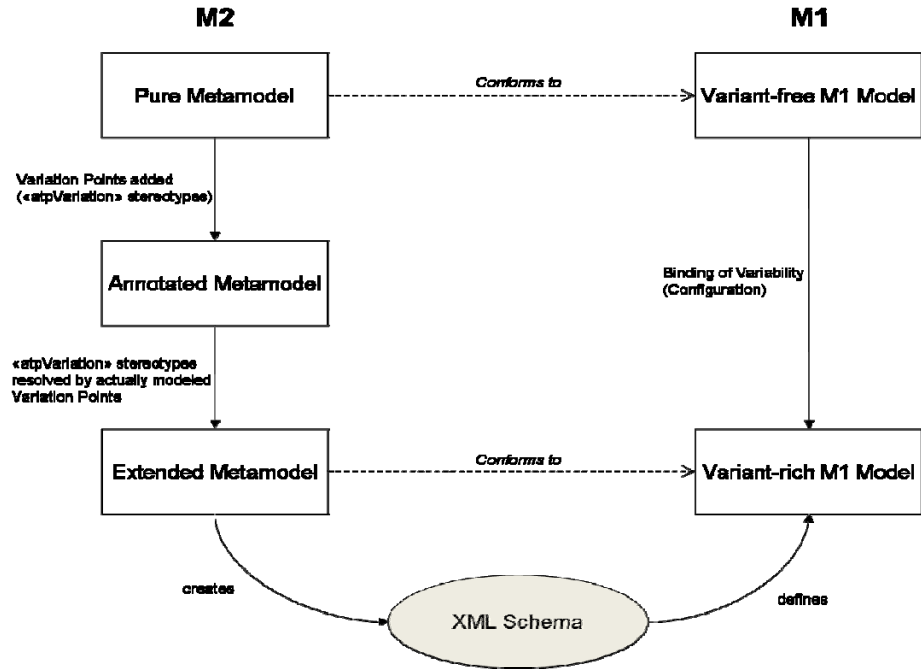 M2
M1
Pure Metamodel
Conforms to
Variant-free M1 Model
Variation Points added
(«atpVariation» stereotypes)
Annotated Metamodel
Binding of Variability
(Configuration)
«atpVariation» stereotypes
resolved by actually modeled
Variation Points
Extended Metamodel
Conforms to
Variant-rich M1 Model
creates
XML Schema
defines